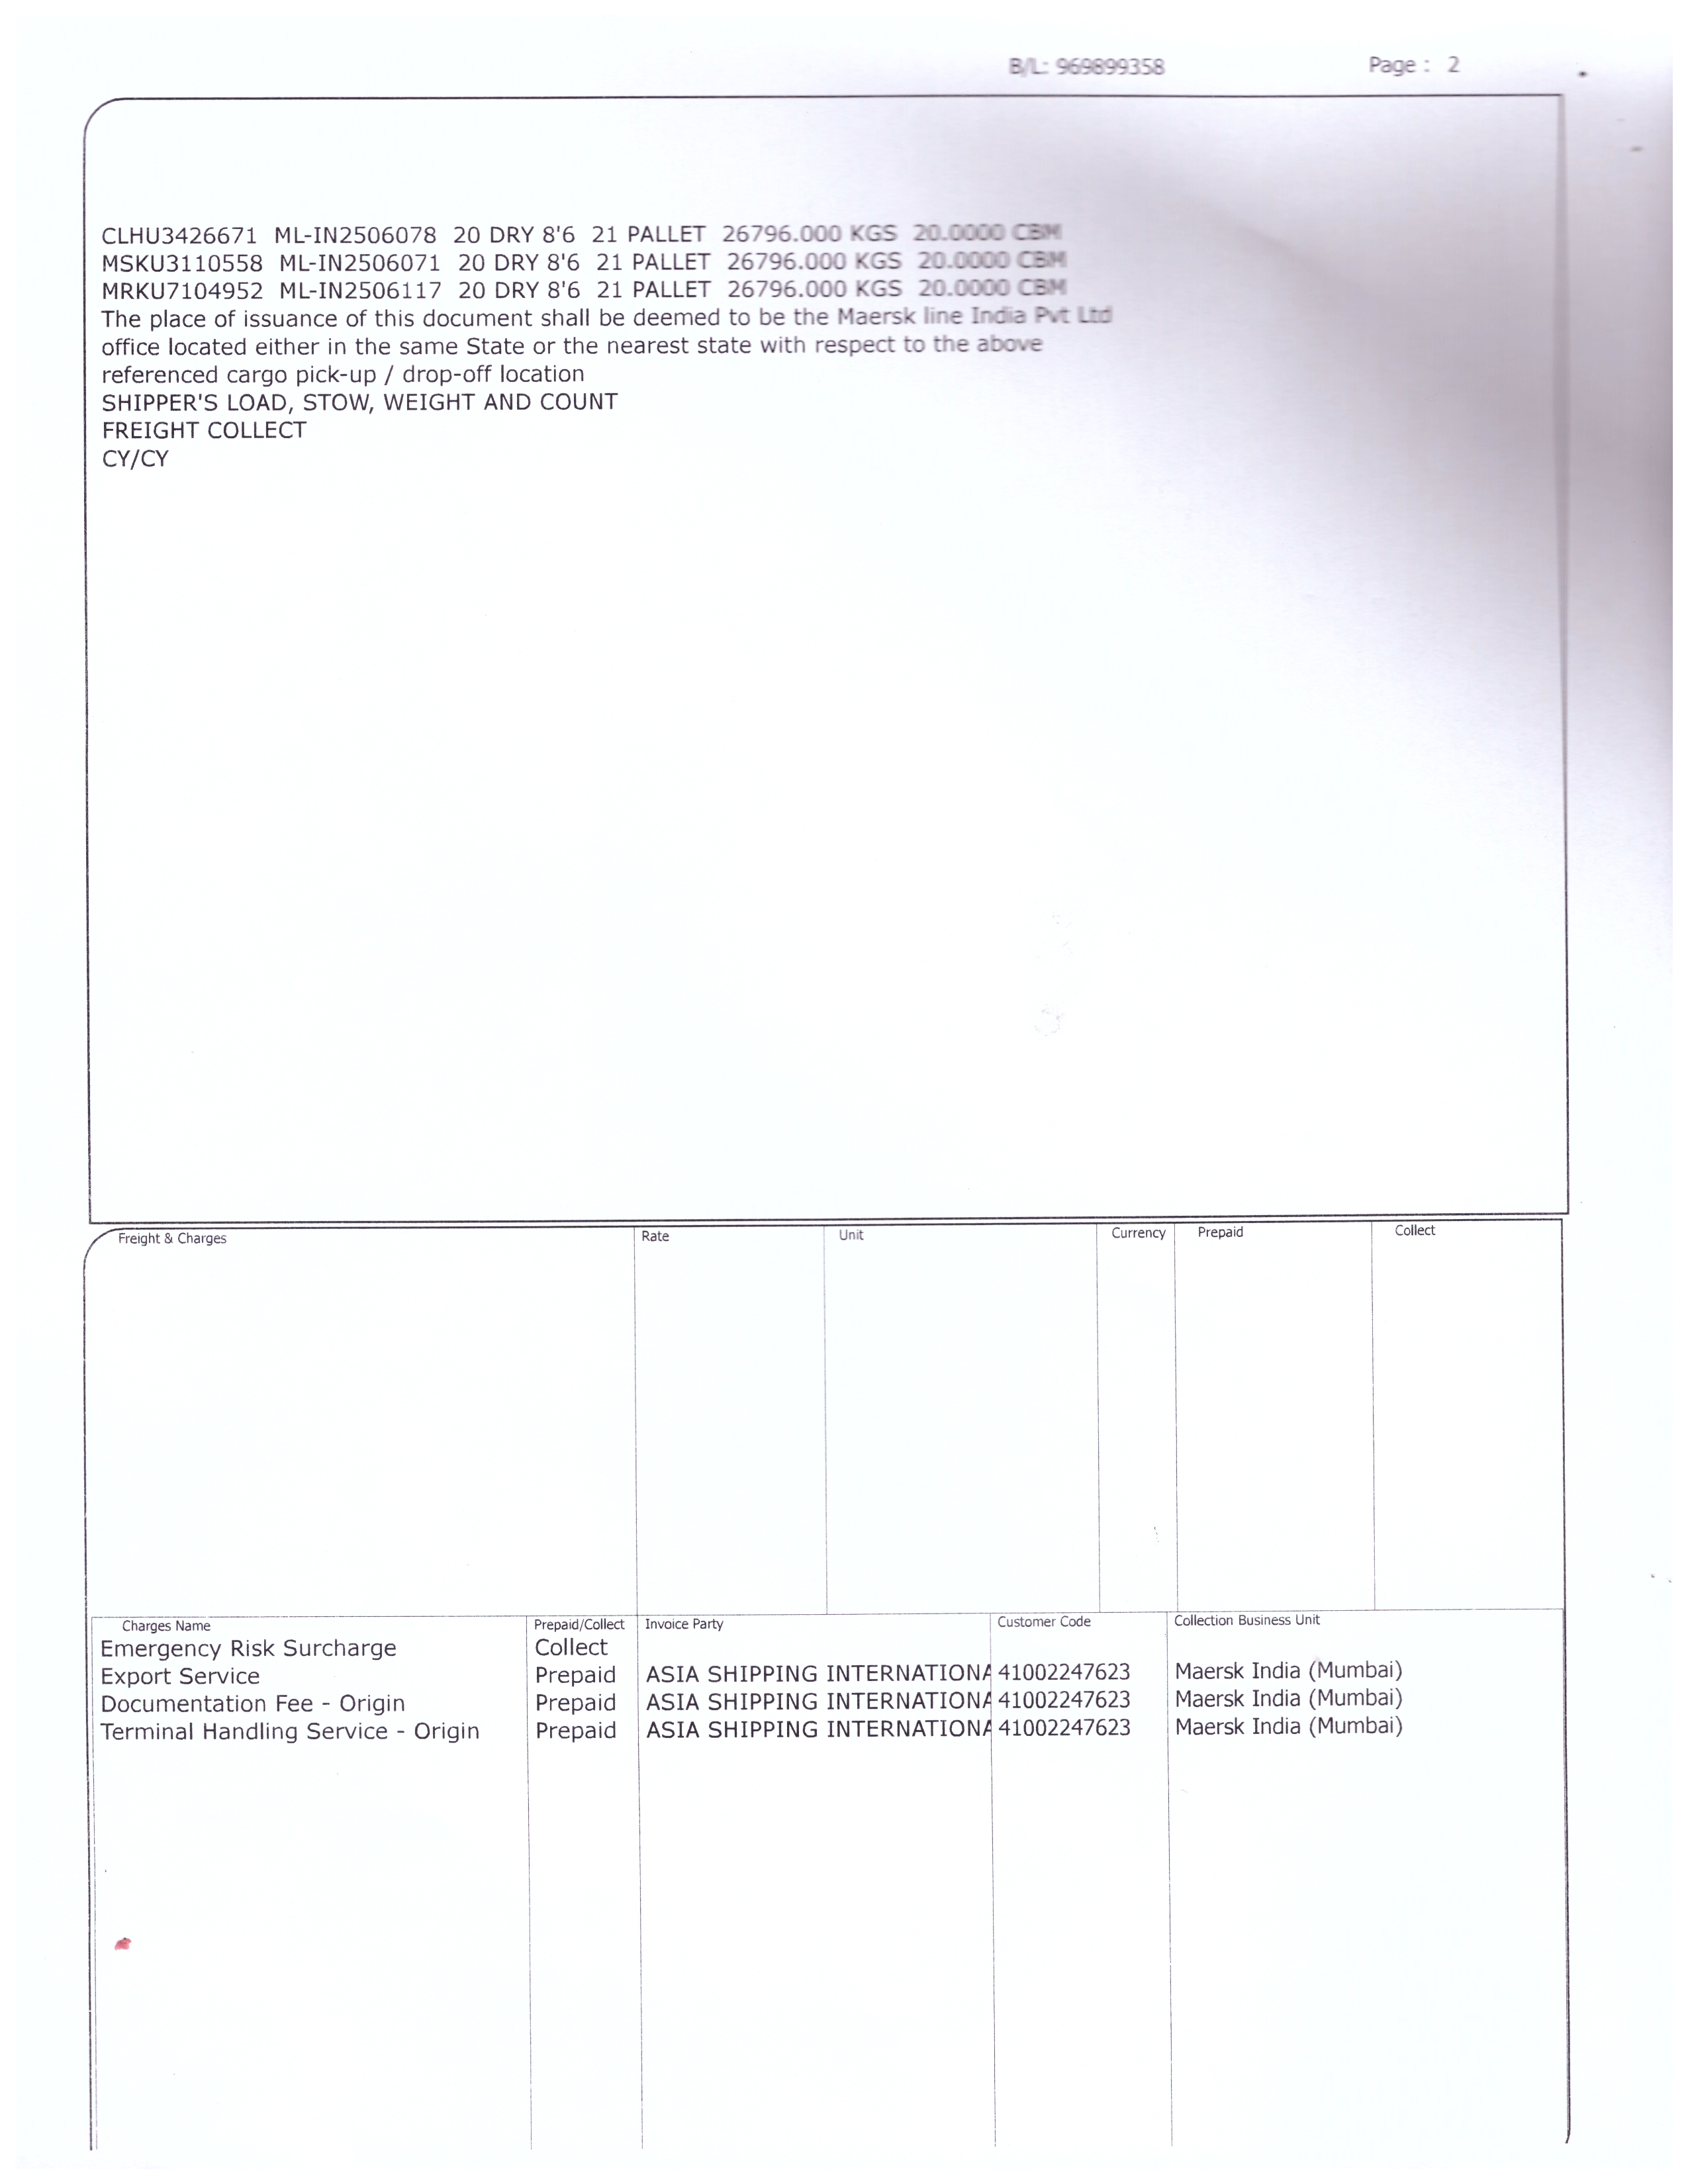 B/L: 969899358 Page : 2
CLHU3426671 ML-IN2506078 20 DRY 8'6 21 PALLET 26796.000 KGS 20.0000 CBM
MSKU3110558 ML-IN2506071 20 DRY 8'6 21 PALLET 26796.000 KGS 20.0000 CBM
MRKU7104952 ML-IN2506117 20 DRY 8'6 21 PALLET 26796.000 KGS 20.0000 CBM
The place of issuance of this document shall be deemed to be the Maersk line India Pvt Ltd
office located either in the same State or the nearest state with respect to the above
referenced cargo pick-up / drop-off location
SHIPPER'S LOAD, STOW, WEIGHT AND COUNT
FREIGHT COLLECT
CY/CY
Freight & Charges Rate Unit Currency Prepaid Collect
Charges Name Prepaid/Collect Invoice Party Customer Code Collection Business Unit
Emergency Risk Surcharge Collect
Export Service Prepaid ASIA SHIPPING INTERNATIONA 41002247623 Maersk India (Mumbai)
Documentation Fee - Origin Prepaid ASIA SHIPPING INTERNATIONA 41002247623 Maersk India (Mumbai)
Terminal Handling Service - Origin Prepaid ASIA SHIPPING INTERNATIONA 41002247623 Maersk India (Mumbai)